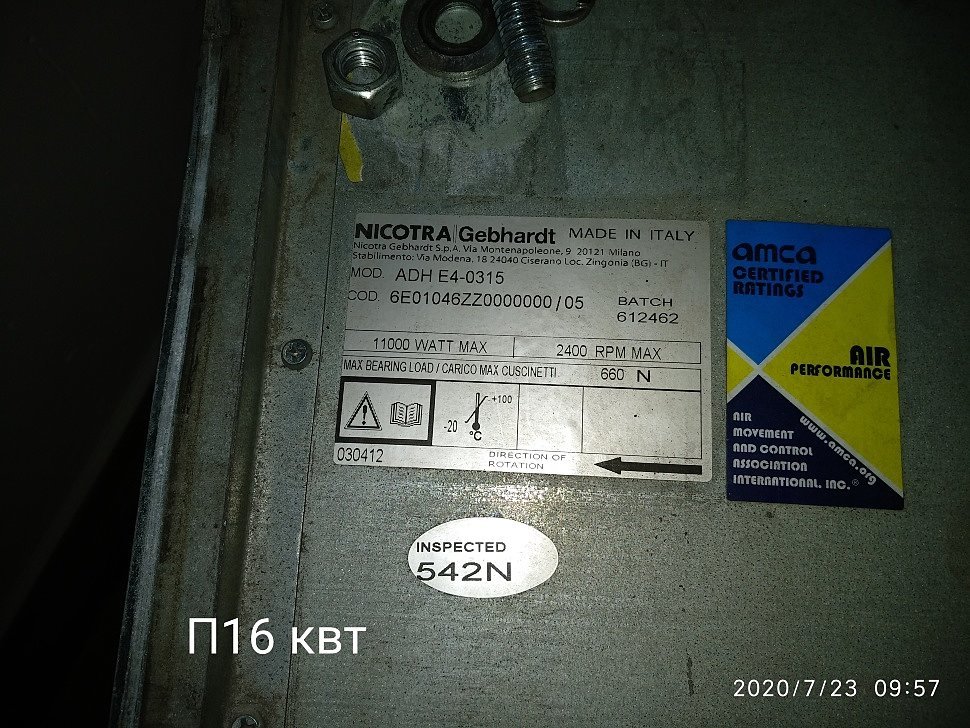 NICOTRA Gebhardt MADE IN ITALY
Nicotra Gebhardt S.p.A. Via Montenapoleone, 9 20121 Milano
Stabilimento: Via Modena, 18 24040 Ciserano Loc. Zingonia (BG) - IT
MOD. ADH E4-0315
COD 6E01046ZZ0000000/05
BATCH
612462
11000 WATT MAX 2400 RPM MAX
MAX BEARING LOAD / CARICO MAX CUSCINETTI 660 N
+100
-20
°C
030412
DIRECTION OF
ROTATION
amca
CERTIFIED
RATINGS
AIR
PERFORMANCE
AIR
MOVEMENT
AND CONTROL
ASSOCIATION
INTERNATIONAL, INC.®
www.amca.org
INSPECTED
542N
П16 квт
2020/7/23 09:57